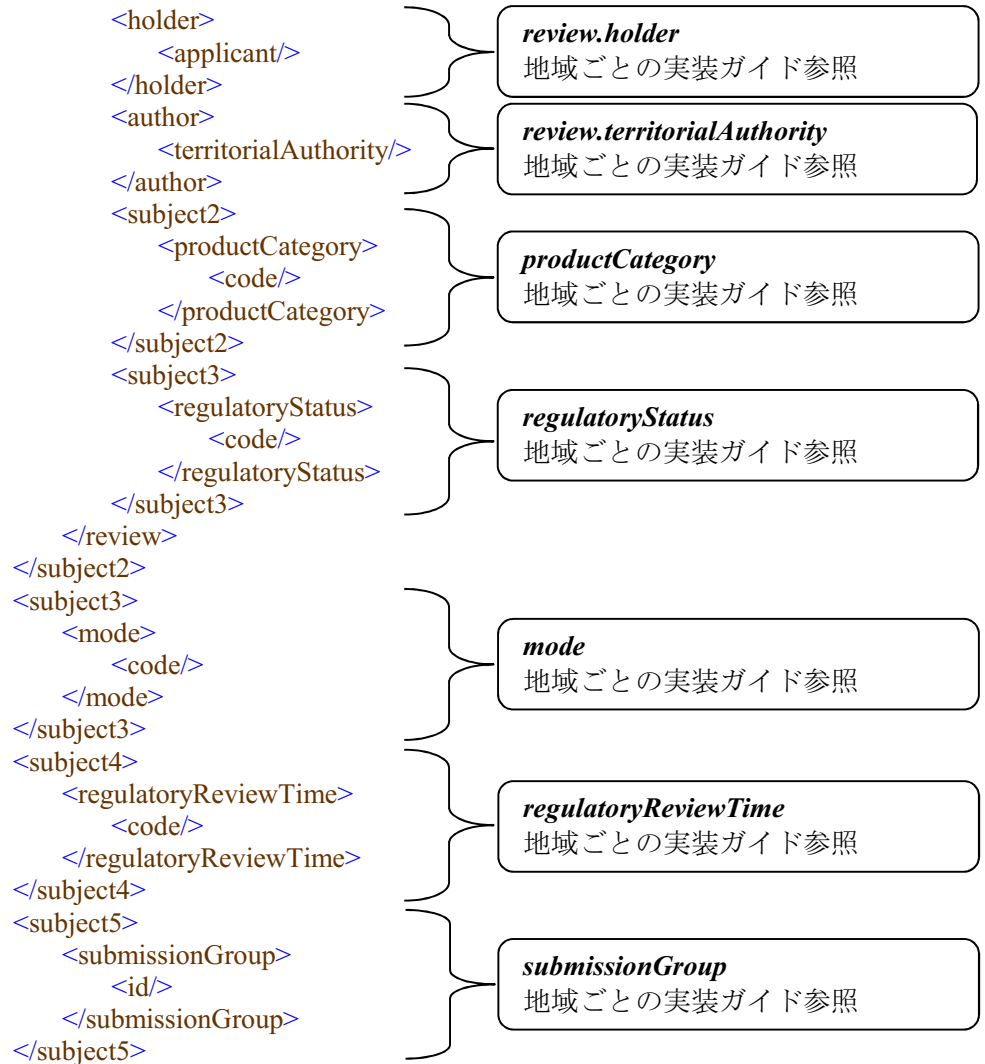 <holder>
<applicant/>
</holder>
review.holder
地域ごとの実装ガイド参照
<author>
<territorialAuthority/>
</author>
review.territorialAuthority
地域ごとの実装ガイド参照
<subject2>
<productCategory>
<code/>
</productCategory>
</subject2>
productCategory
地域ごとの実装ガイド参照
<subject3>
<regulatoryStatus>
<code/>
</regulatoryStatus>
</subject3>
regulatoryStatus
地域ごとの実装ガイド参照
</review>
</subject2>
<subject3>
<mode>
<code/>
</mode>
</subject3>
mode
地域ごとの実装ガイド参照
<subject4>
<regulatoryReviewTime>
<code/>
</regulatoryReviewTime>
</subject4>
regulatoryReviewTime
地域ごとの実装ガイド参照
<subject5>
<submissionGroup>
<id/>
</submissionGroup>
</subject5>
submissionGroup
地域ごとの実装ガイド参照